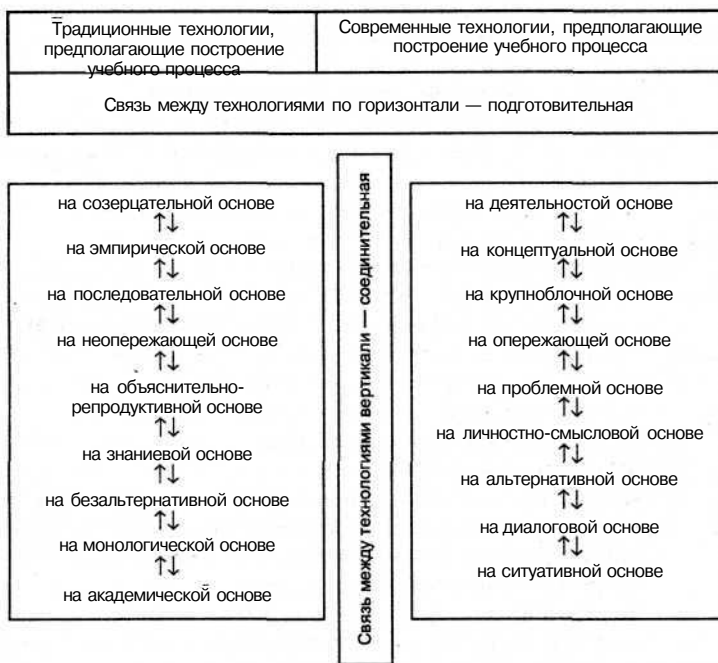 Традиционные технологии,
предполагающие построение
учебного процесса
Современные технологии, предполагающие
построение учебного процесса
Связь между технологиями по горизонтали — подготовительная
на созерцательной основе
↑↓
на эмпирической основе
↑↓
на последовательной основе
↑↓
на неопережающей основе
↑↓
на объяснительно-
репродуктивной основе
↑↓
на знаниевой основе
↑↓
на безальтернативной основе
↑↓
на монологической основе
↑↓
на академической основе
Связь между технологиями вертикали — соединительная
на деятельностой основе
↑↓
на концептуальной основе
↑↓
на крупноблочной основе
↑↓
на опережающей основе
↑↓
на проблемной основе
↑↓
на личностно-смысловой основе
↑↓
на альтернативной основе
↑↓
на диалоговой основе
↑↓
на ситуативной основе